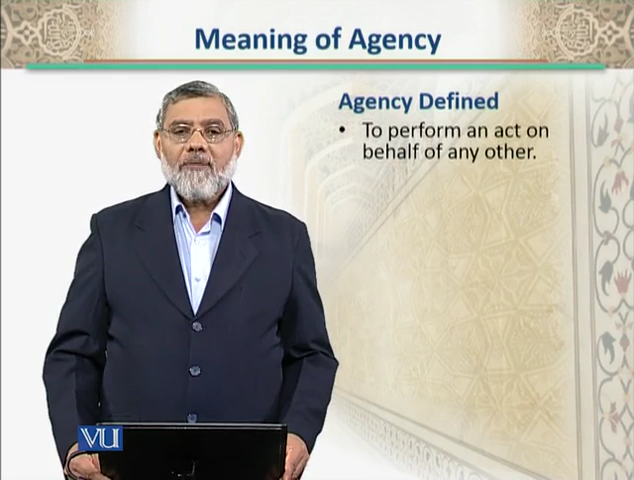 Meaning of Agency
Agency Defined
• To perform an act on
behalf of any other.
VU